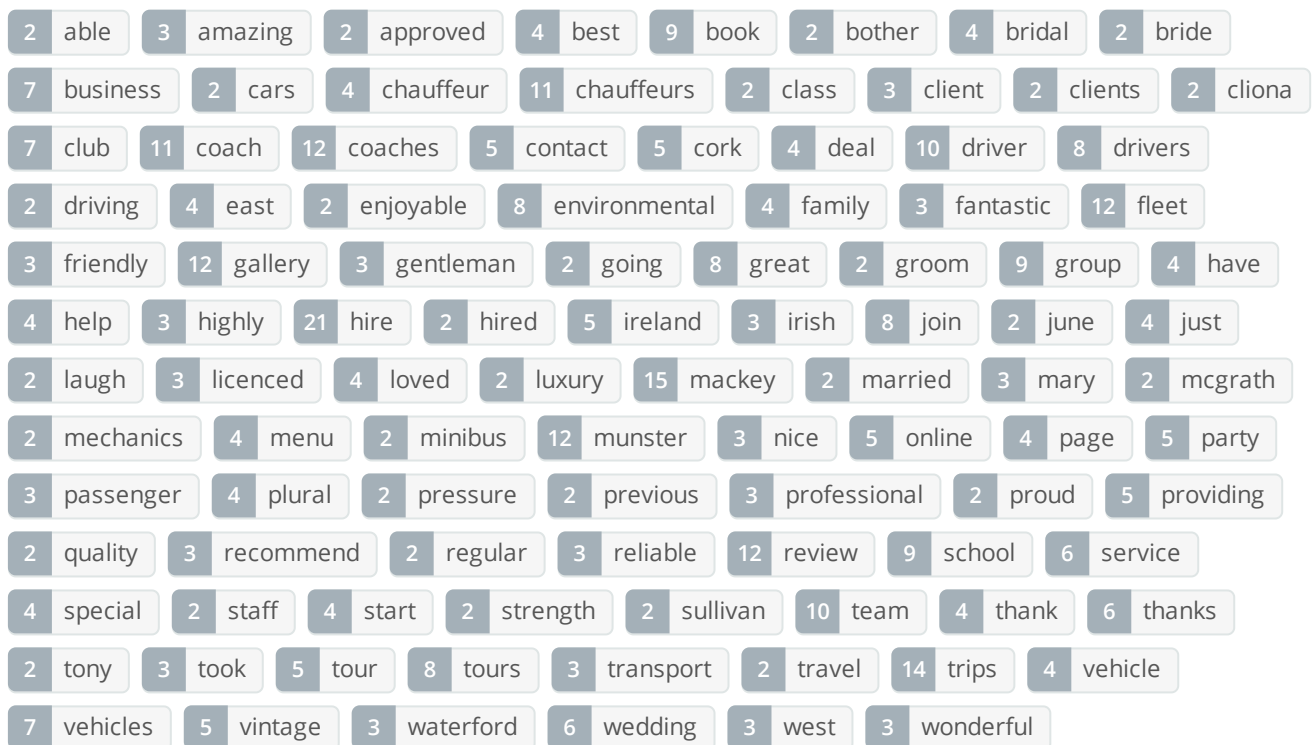 2 able 3 amazing 2 approved 4 best 9 book 2 bother 4 bridal 2 bride
7 business 2 cars 4 chauffeur 11 chauffeurs 2 class 3 client 2 clients 2 cliona
7 club 11 coach 12 coaches 5 contact 5 cork 4 deal 10 driver 8 drivers
2 driving 4 east 2 enjoyable 8 environmental 4 family 3 fantastic 12 fleet
3 friendly 12 gallery 3 gentleman 2 going 8 great 2 groom 9 group 4 have
4 help 3 highly 21 hire 2 hired 5 ireland 3 irish 8 join 2 june 4 just
2 laugh 3 licenced 4 loved 2 luxury 15 mackey 2 married 3 mary 2 mcgrath
2 mechanics 4 menu 2 minibus 12 munster 3 nice 5 online 4 page 5 party
3 passenger 4 plural 2 pressure 2 previous 3 professional 2 proud 5 providing
2 quality 3 recommend 2 regular 3 reliable 12 review 9 school 6 service
4 special 2 staff 4 start 2 strength 2 sullivan 10 team 4 thank 6 thanks
2 tony 3 took 5 tour 8 tours 3 transport 2 travel 14 trips 4 vehicle
7 vehicles 5 vintage 3 waterford 6 wedding 3 west 3 wonderful